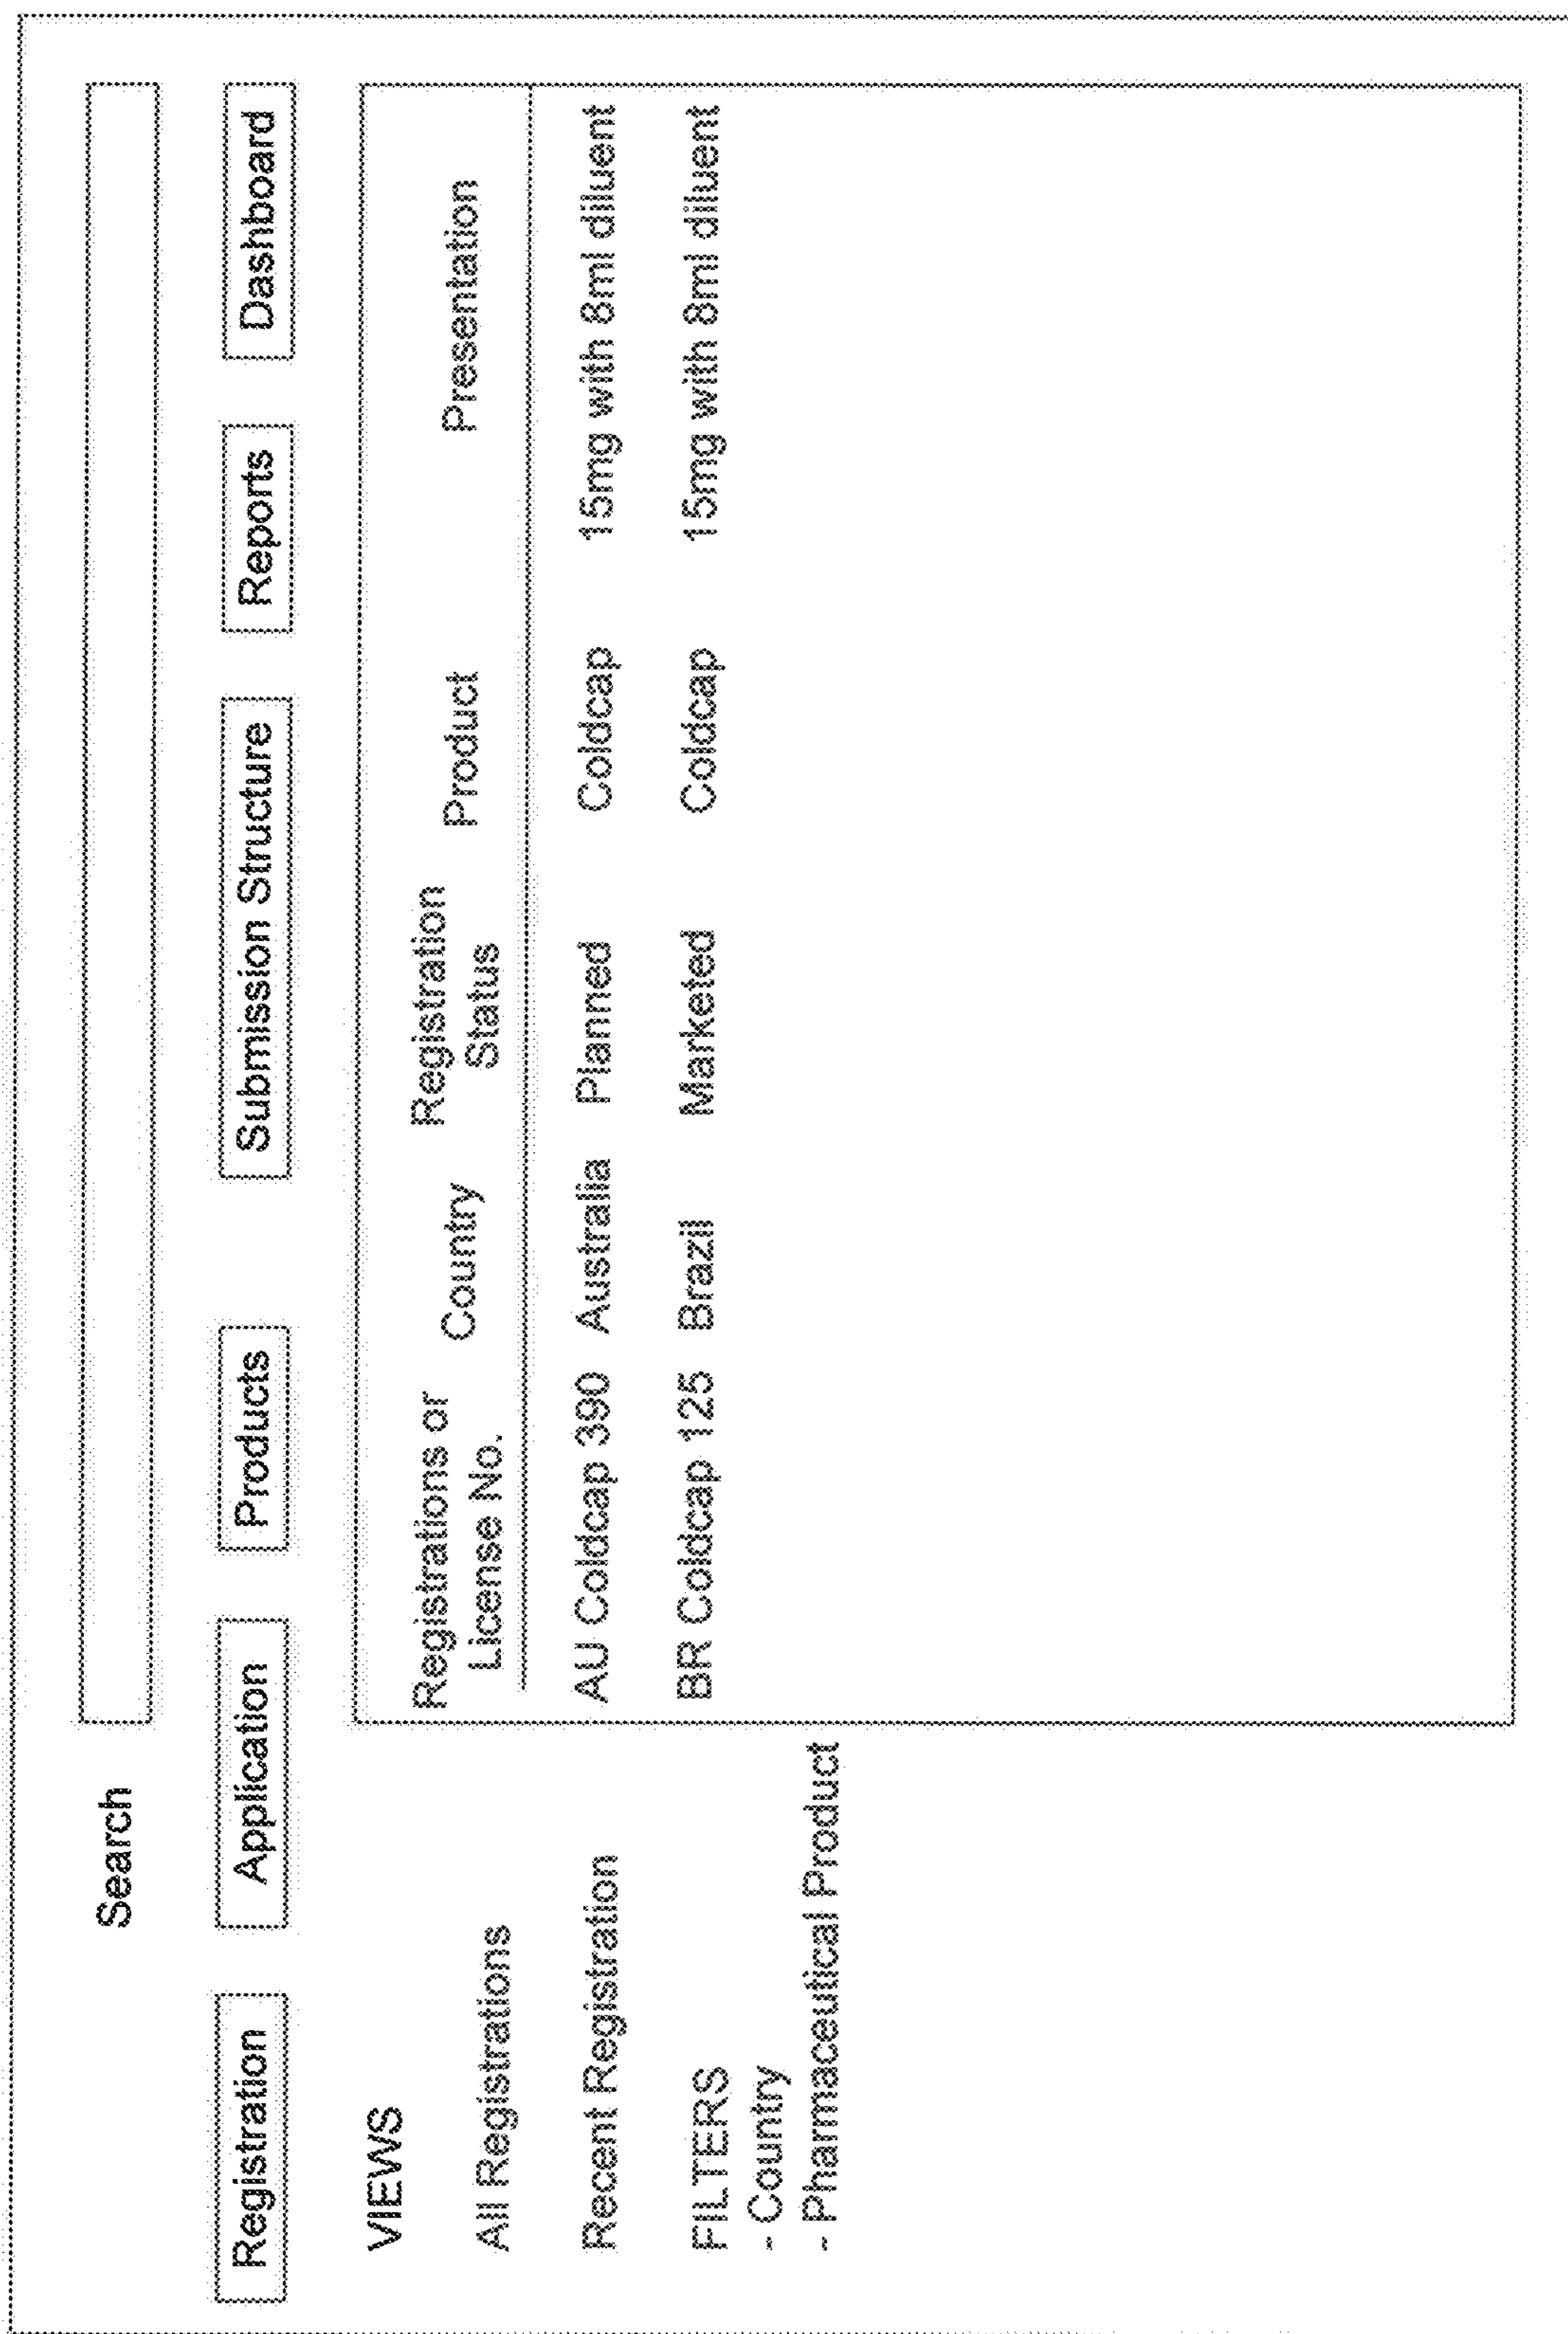 Search
Registration Application Products Submission Structure Reports Dashboard
VIEWS
All Registrations
Recent Registration
FILTERS
- Country
- Pharmaceutical Product
Registrations or License No. Country Registration Status Product Presentation
AU Coldcap 390 Australia Planned Coldcap 15mg with 8ml diluent
BR Coldcap 125 Brazil Marketed Coldcap 15mg with 8ml diluent